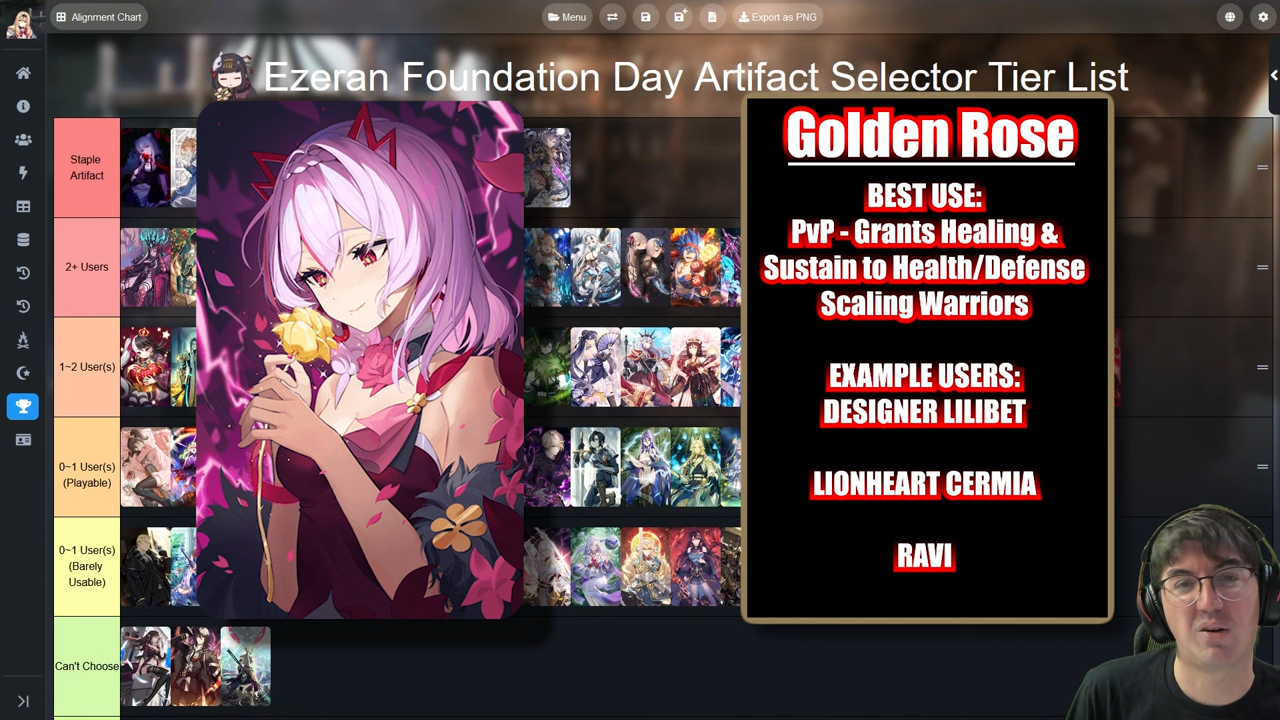 Alignment Chart
Menu
Export as PNG
Ezeran Foundation Day Artifact Selector Tier List
Staple
Artifact
2+ Users
1~2 User(s)
0~1 User(s)
(Playable)
0~1 User(s)
(Barely
Usable)
Can't Choose
Golden Rose
BEST USE:
PvP - Grants Healing &
Sustain to Health/Defense
Scaling Warriors
EXAMPLE USERS:
DESIGNER LILIBET
LIONHEART CERMIA
RAVI